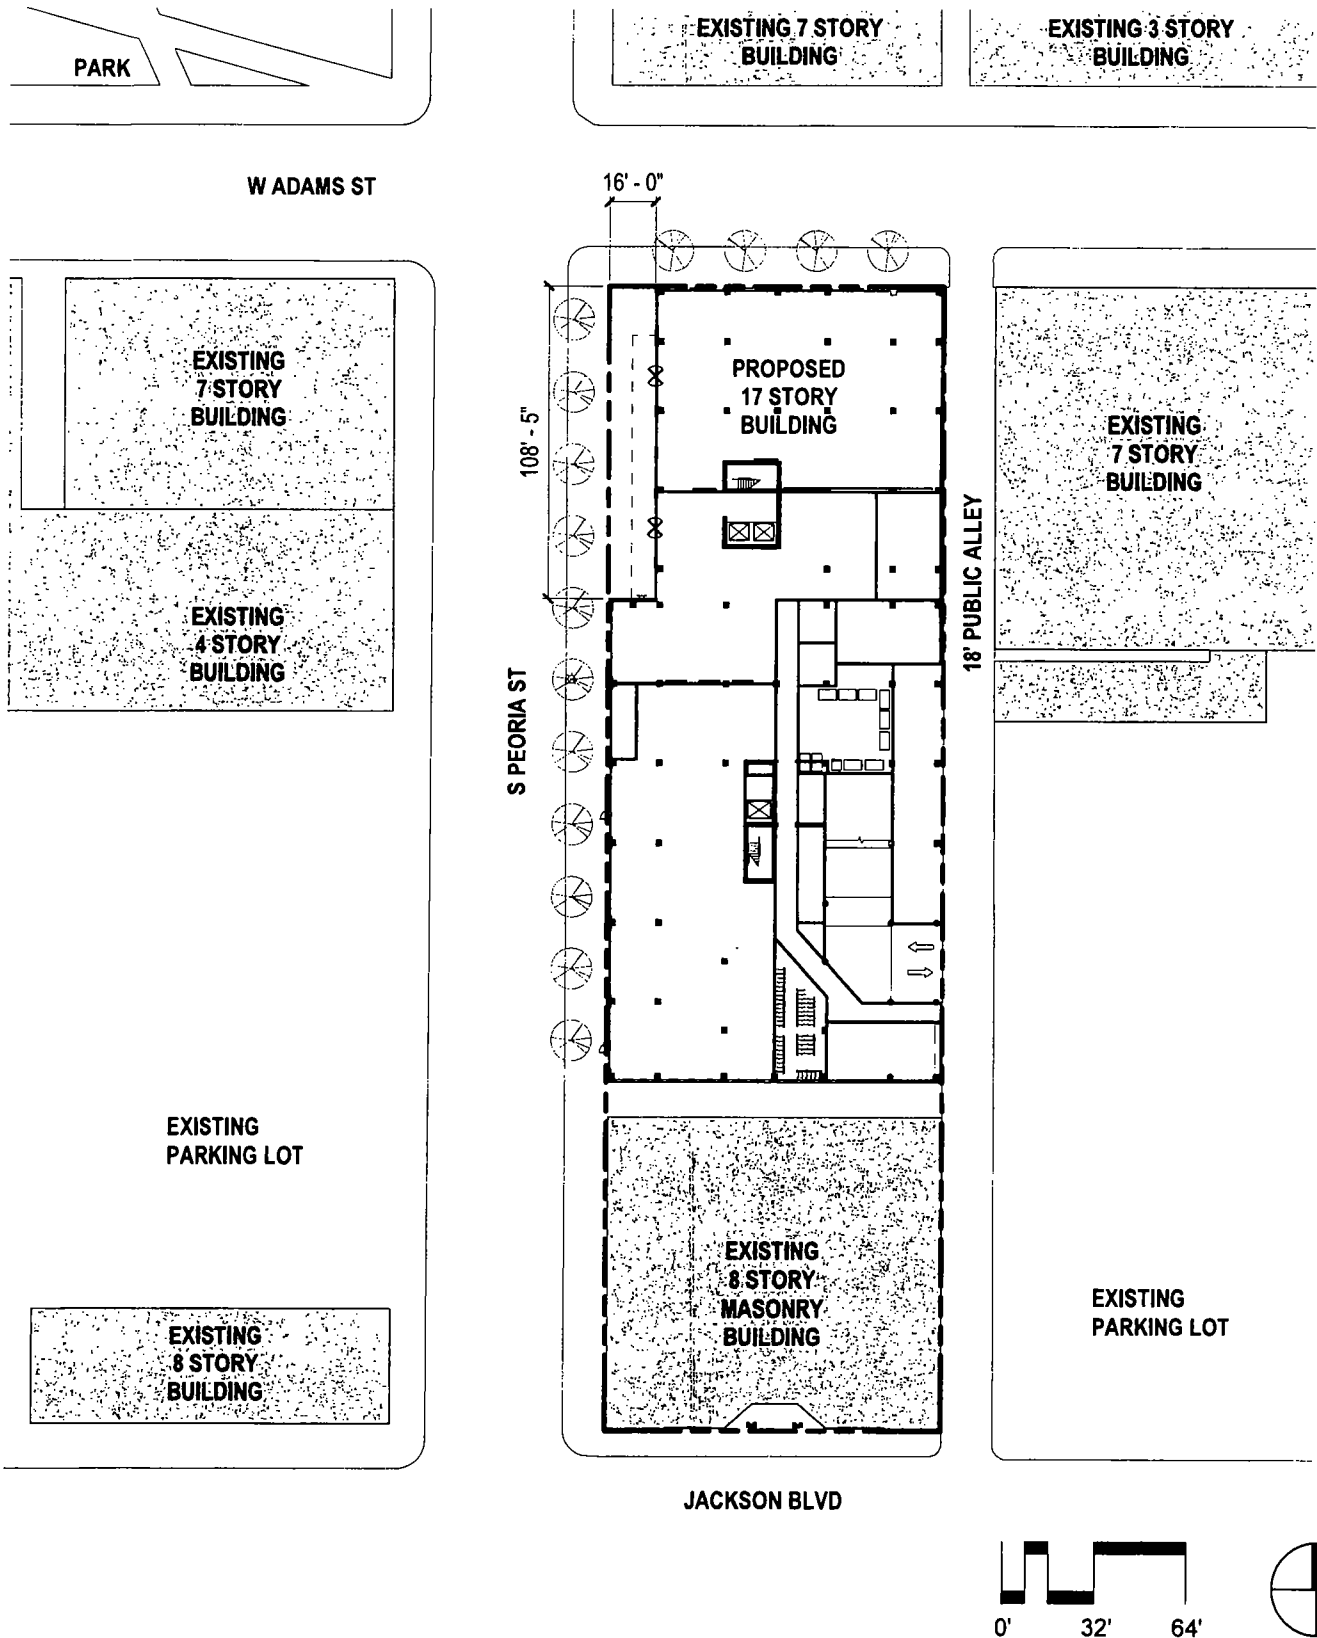 EXISTING 7 STORY
BUILDING
EXISTING 3 STORY
BUILDING
PARK
W ADAMS ST
16' - 0"
EXISTING
7 STORY
BUILDING
PROPOSED
17 STORY
BUILDING
108' - 5"
EXISTING
7 STORY
BUILDING
18' PUBLIC ALLEY
EXISTING
4 STORY
BUILDING
S PEORIA ST
EXISTING
PARKING LOT
EXISTING
8 STORY
MASONRY
BUILDING
EXISTING
PARKING LOT
EXISTING
8 STORY
BUILDING
JACKSON BLVD
0' 32' 64'